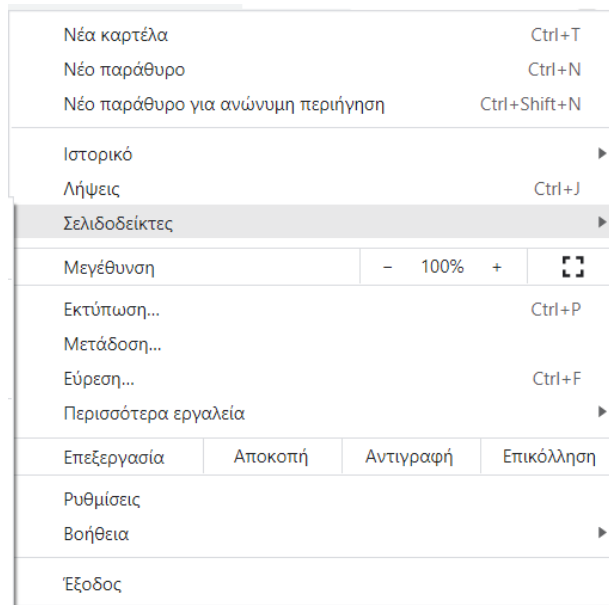 Νέα καρτέλα Ctrl+T
Νέο παράθυρο Ctrl+N
Νέο παράθυρο για ανώνυμη περιήγηση Ctrl+Shift+N
Ιστορικό
Λήψεις Ctrl+J
Σελιδοδείκτες
Μεγέθυνση − 100% +
Εκτύπωση... Ctrl+P
Μετάδοση...
Εύρεση... Ctrl+F
Περισσότερα εργαλεία
Επεξεργασία Αποκοπή Αντιγραφή Επικόλληση
Ρυθμίσεις
Βοήθεια
Έξοδος